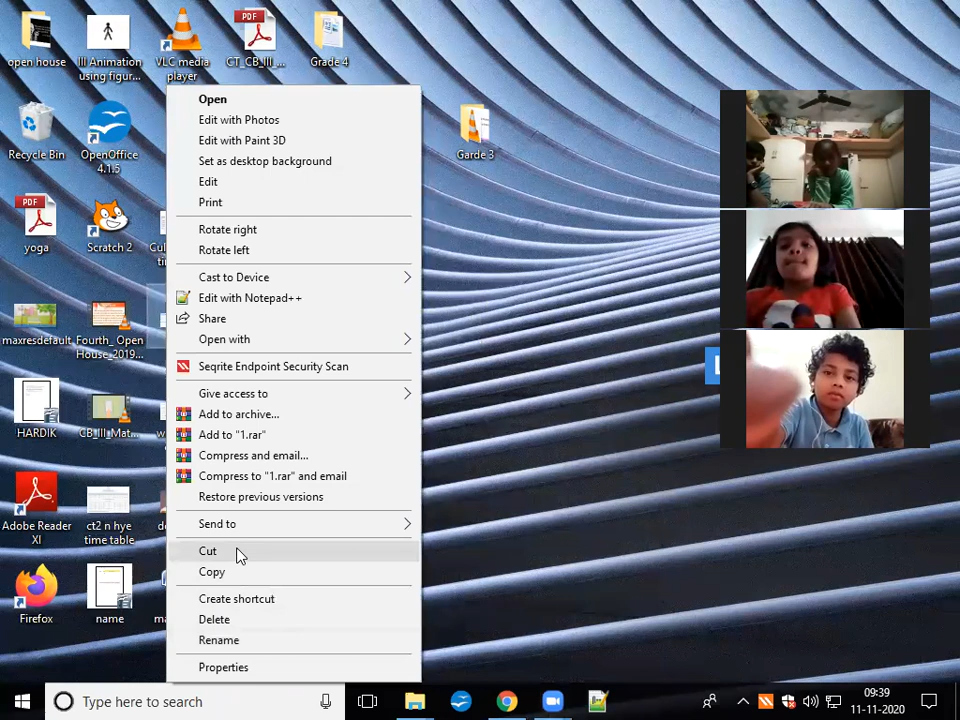 open house
III Animation
using figur...
VLC media
player
CT_CB_III_...
Grade 4
Recycle Bin
OpenOffice
4.1.5
Garde 3
yoga
Scratch 2
maxresdefault
Fourth_ Open
House_2019...
HARDIK
CB_III_Mat...
Adobe Reader
XI
ct2 n hye
time table
Firefox
name
PDF
PDF
Open
Edit with Photos
Edit with Paint 3D
Set as desktop background
Edit
Print
Rotate right
Rotate left
Cast to Device
Edit with Notepad++
Share
Open with
Seqrite Endpoint Security Scan
Give access to
Add to archive...
Add to "1.rar"
Compress and email...
Compress to "1.rar" and email
Restore previous versions
Send to
Cut
Copy
Create shortcut
Delete
Rename
Properties
Type here to search
09:39
11-11-2020